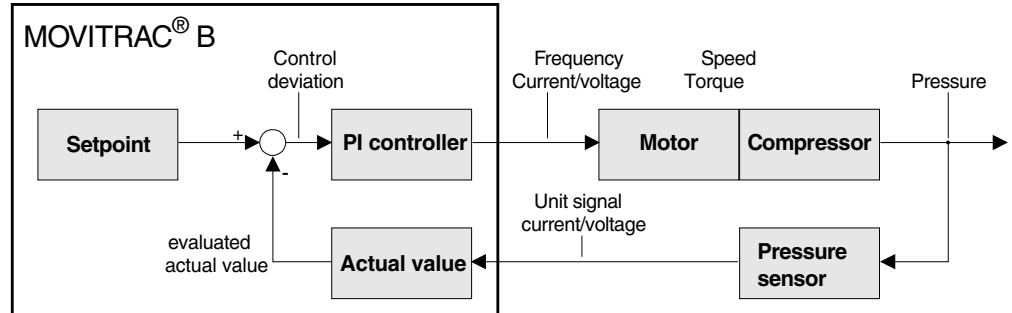 MOVITRAC® B
Control
deviation
Frequency
Current/voltage
Speed
Torque
Pressure
Setpoint
+
-
PI controller
Motor
Compressor
Unit signal
current/voltage
evaluated
actual value
Actual value
Pressure
sensor